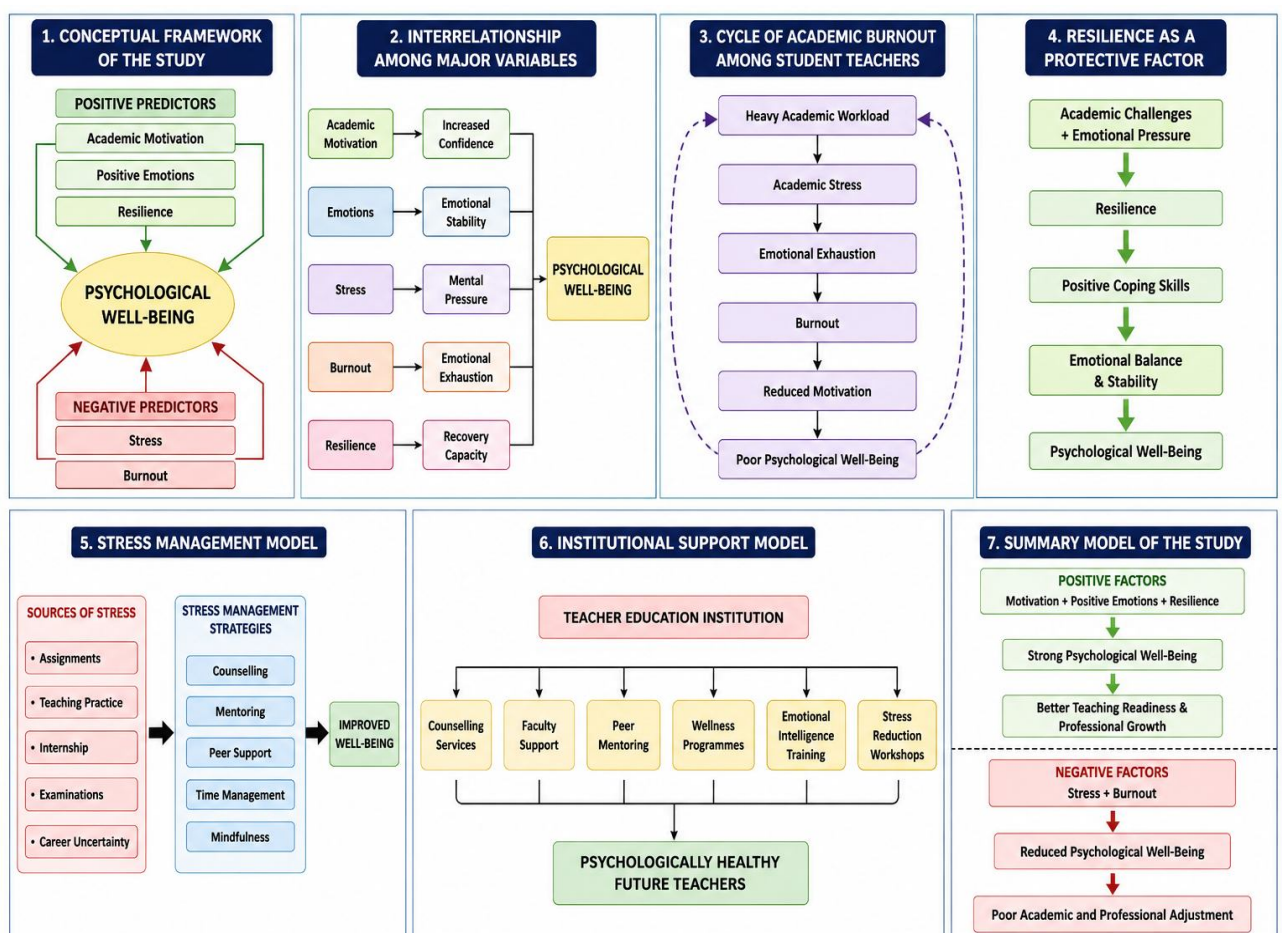 1. CONCEPTUAL FRAMEWORK
OF THE STUDY
POSITIVE PREDICTORS
Academic Motivation
Positive Emotions
Resilience
PSYCHOLOGICAL
WELL-BEING
NEGATIVE PREDICTORS
Stress
Burnout
2. INTERRELATIONSHIP
AMONG MAJOR VARIABLES
Academic
Motivation
Increased
Confidence
Emotions
Emotional
Stability
Stress
Mental
Pressure
Burnout
Emotional
Exhaustion
Resilience
Recovery
Capacity
PSYCHOLOGICAL
WELL-BEING
3. CYCLE OF ACADEMIC BURNOUT
AMONG STUDENT TEACHERS
Heavy Academic Workload
Academic Stress
Emotional Exhaustion
Burnout
Reduced Motivation
Poor Psychological Well-Being
4. RESILIENCE AS A
PROTECTIVE FACTOR
Academic Challenges
+ Emotional Pressure
Resilience
Positive Coping Skills
Emotional Balance
& Stability
Psychological Well-Being
5. STRESS MANAGEMENT MODEL
SOURCES OF STRESS
• Assignments
• Teaching Practice
• Internship
• Examinations
• Career Uncertainty
STRESS MANAGEMENT
STRATEGIES
Counselling
Mentoring
Peer Support
Time Management
Mindfulness
IMPROVED
WELL-BEING
6. INSTITUTIONAL SUPPORT MODEL
TEACHER EDUCATION INSTITUTION
Counselling
Services
Faculty
Support
Peer
Mentoring
Wellness
Programmes
Emotional
Intelligence
Training
Stress
Reduction
Workshops
PSYCHOLOGICALLY HEALTHY
FUTURE TEACHERS
7. SUMMARY MODEL OF THE STUDY
POSITIVE FACTORS
Motivation + Positive Emotions + Resilience
Strong Psychological Well-Being
Better Teaching Readiness &
Professional Growth
NEGATIVE FACTORS
Stress + Burnout
Reduced Psychological Well-Being
Poor Academic and Professional Adjustment